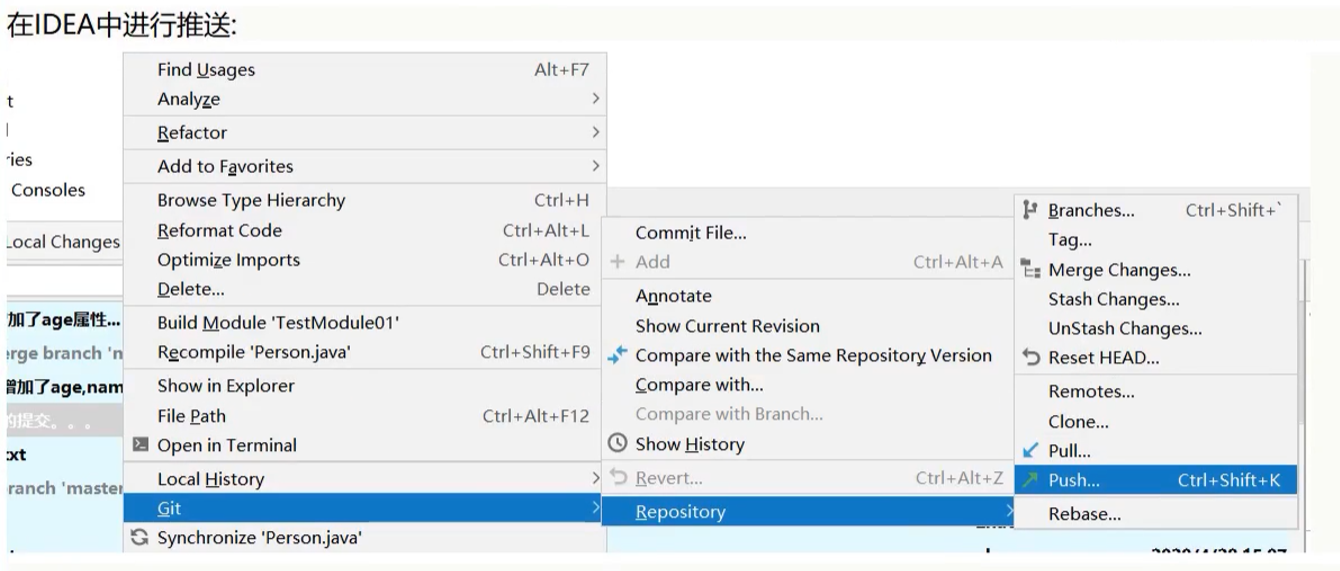 在IDEA中进行推送:
t
ries
Consoles
Local Changes
加了age属性...
erge branch 'm
增加了age,nam
的提交。。。
txt
ranch 'master
Find Usages Alt+F7
Analyze
Refactor
Add to Favorites
Browse Type Hierarchy Ctrl+H
Reformat Code Ctrl+Alt+L
Optimize Imports Ctrl+Alt+O
Delete... Delete
Build Module 'TestModule01'
Recompile 'Person.java' Ctrl+Shift+F9
Show in Explorer
File Path Ctrl+Alt+F12
Open in Terminal
Local History
Git
Synchronize 'Person.java'
Commit File...
Add Ctrl+Alt+A
Annotate
Show Current Revision
Compare with the Same Repository Version
Compare with...
Compare with Branch...
Show History
Revert... Ctrl+Alt+Z
Repository
Branches... Ctrl+Shift+`
Tag...
Merge Changes...
Stash Changes...
UnStash Changes...
Reset HEAD...
Remotes...
Clone...
Pull...
Push... Ctrl+Shift+K
Rebase...